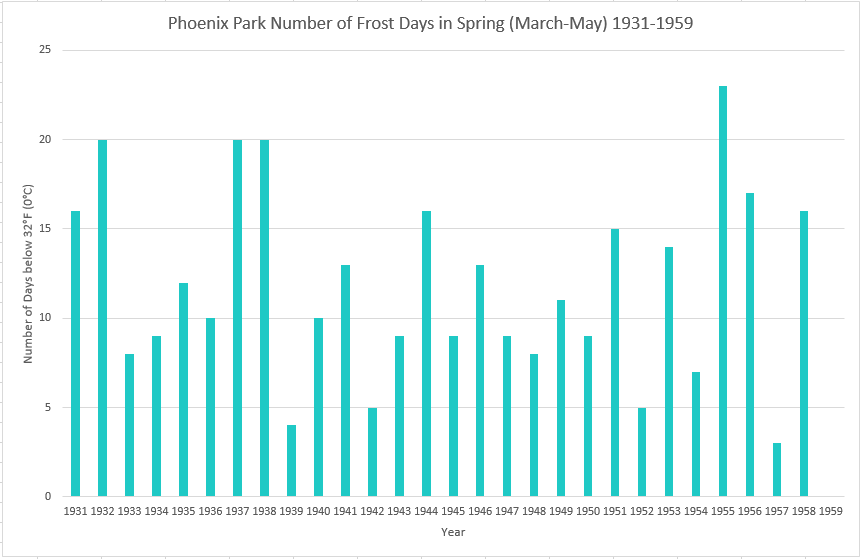 Phoenix Park Number of Frost Days in Spring (March-May) 1931-1959
25
20
15
10
5
0
Number of Days below 32°F (0°C)
1931 1932 1933 1934 1935 1936 1937 1938 1939 1940 1941 1942 1943 1944 1945 1946 1947 1948 1949 1950 1951 1952 1953 1954 1955 1956 1957 1958 1959
Year